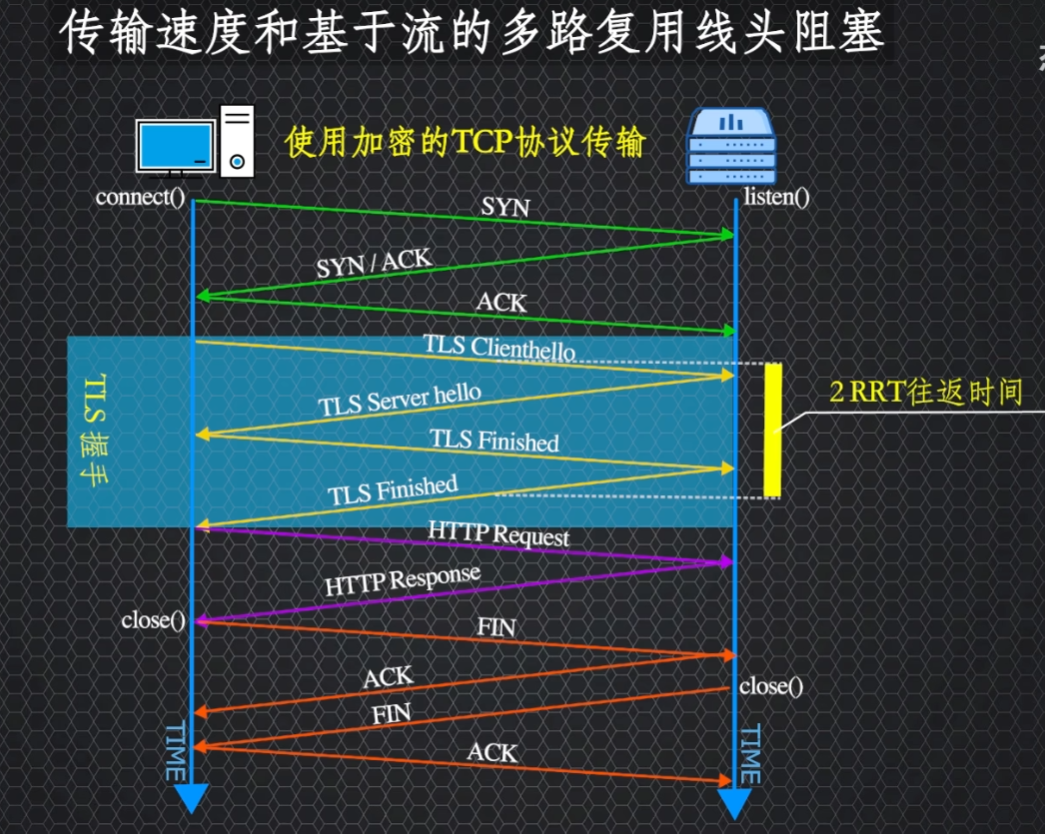 传输速度和基于流的多路复用线头阻塞
使用加密的TCP协议传输
connect()
listen()
SYN
SYN / ACK
ACK
TLS Clienthello
TLS 握手
TLS Server hello
2 RRT往返时间
TLS Finished
TLS Finished
HTTP Request
HTTP Response
close()
FIN
ACK
close()
FIN
ACK
TIME
TIME